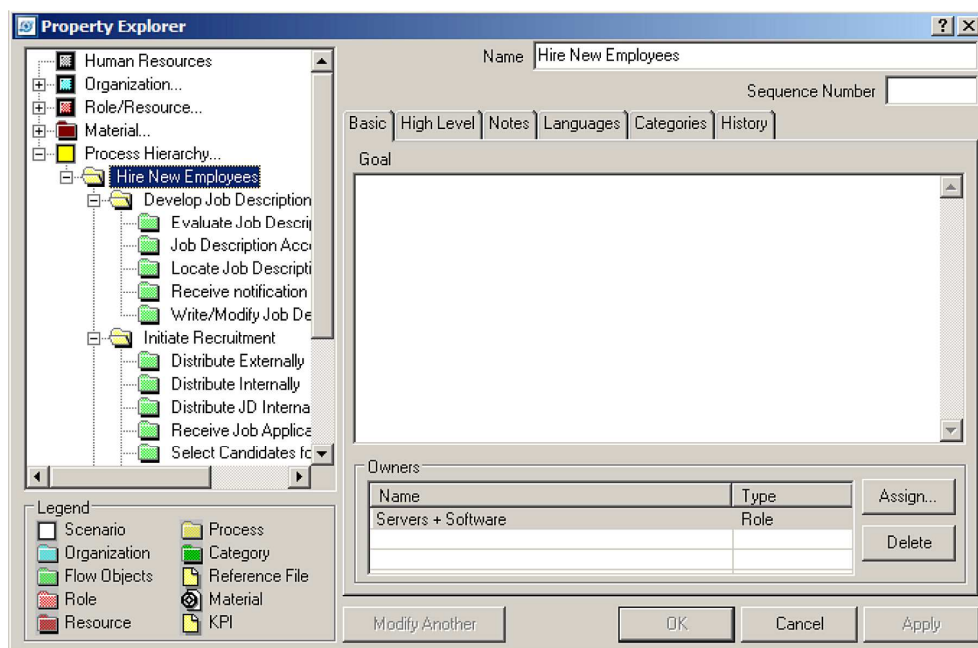 Property Explorer
Human Resources
Organization...
Role/Resource...
Material...
Process Hierarchy...
Hire New Employees
Develop Job Description
Evaluate Job Descrip
Job Description Acce
Locate Job Descripti
Receive notification
Write/Modify Job De
Initiate Recruitment
Distribute Externally
Distribute Internally
Distribute JD Interna
Receive Job Applica
Select Candidates fo
Legend
Scenario Process
Organization Category
Flow Objects Reference File
Role Material
Resource KPI
Name Hire New Employees
Sequence Number
Basic High Level Notes Languages Categories History
Goal
Owners
Name Type
Servers + Software Role
Assign...
Delete
Modify Another OK Cancel Apply